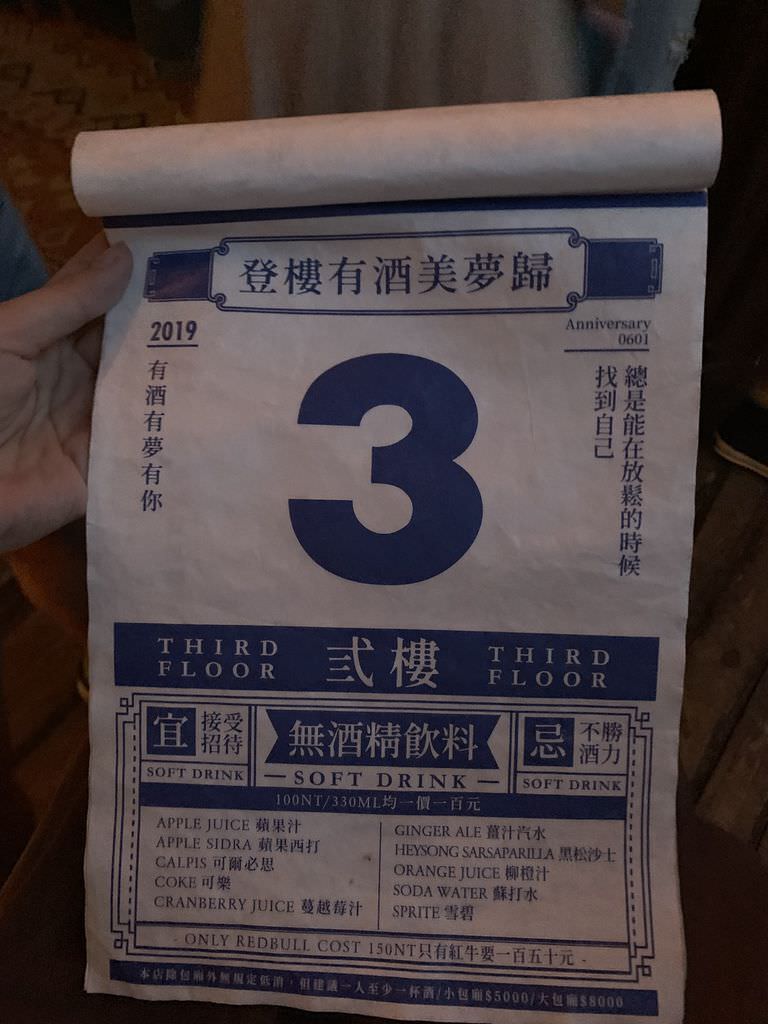 登樓有酒美夢歸
2019
Anniversary
0601
有酒有夢有你
3
總是能在放鬆的時候
找到自己
THIRD
FLOOR
弎樓
THIRD
FLOOR
宜
接受
招待
SOFT DRINK
無酒精飲料
SOFT DRINK
忌
不勝
酒力
SOFT DRINK
100NT/330ML均一價一百元
APPLE JUICE 蘋果汁
APPLE SIDRA 蘋果西打
CALPIS 可爾必思
COKE 可樂
CRANBERRY JUICE 蔓越莓汁
GINGER ALE 薑汁汽水
HEYSONG SARSAPARILLA 黑松沙士
ORANGE JUICE 柳橙汁
SODA WATER 蘇打水
SPRITE 雪碧
- ONLY REDBULL COST 150NT只有紅牛要一百五十元 -
本店除包廂外無規定低消，但建議一人至少一杯酒/小包廂$5000/大包廂$8000